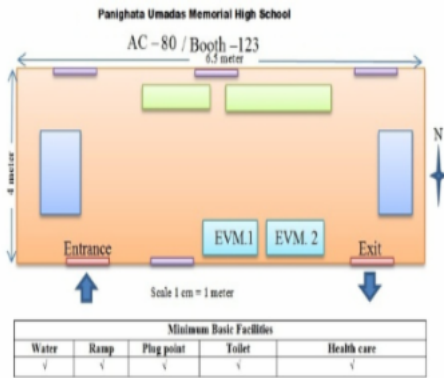 Panighata Umadas Memorial High School
AC – 80 / Booth –123
6.5 meter
4 meter
N
EVM.1
EVM. 2
Entrance
Exit
Scale 1 cm = 1 meter
Minimum Basic Facilities
Water Ramp Plug point Toilet Health care
√ √ √ √ √